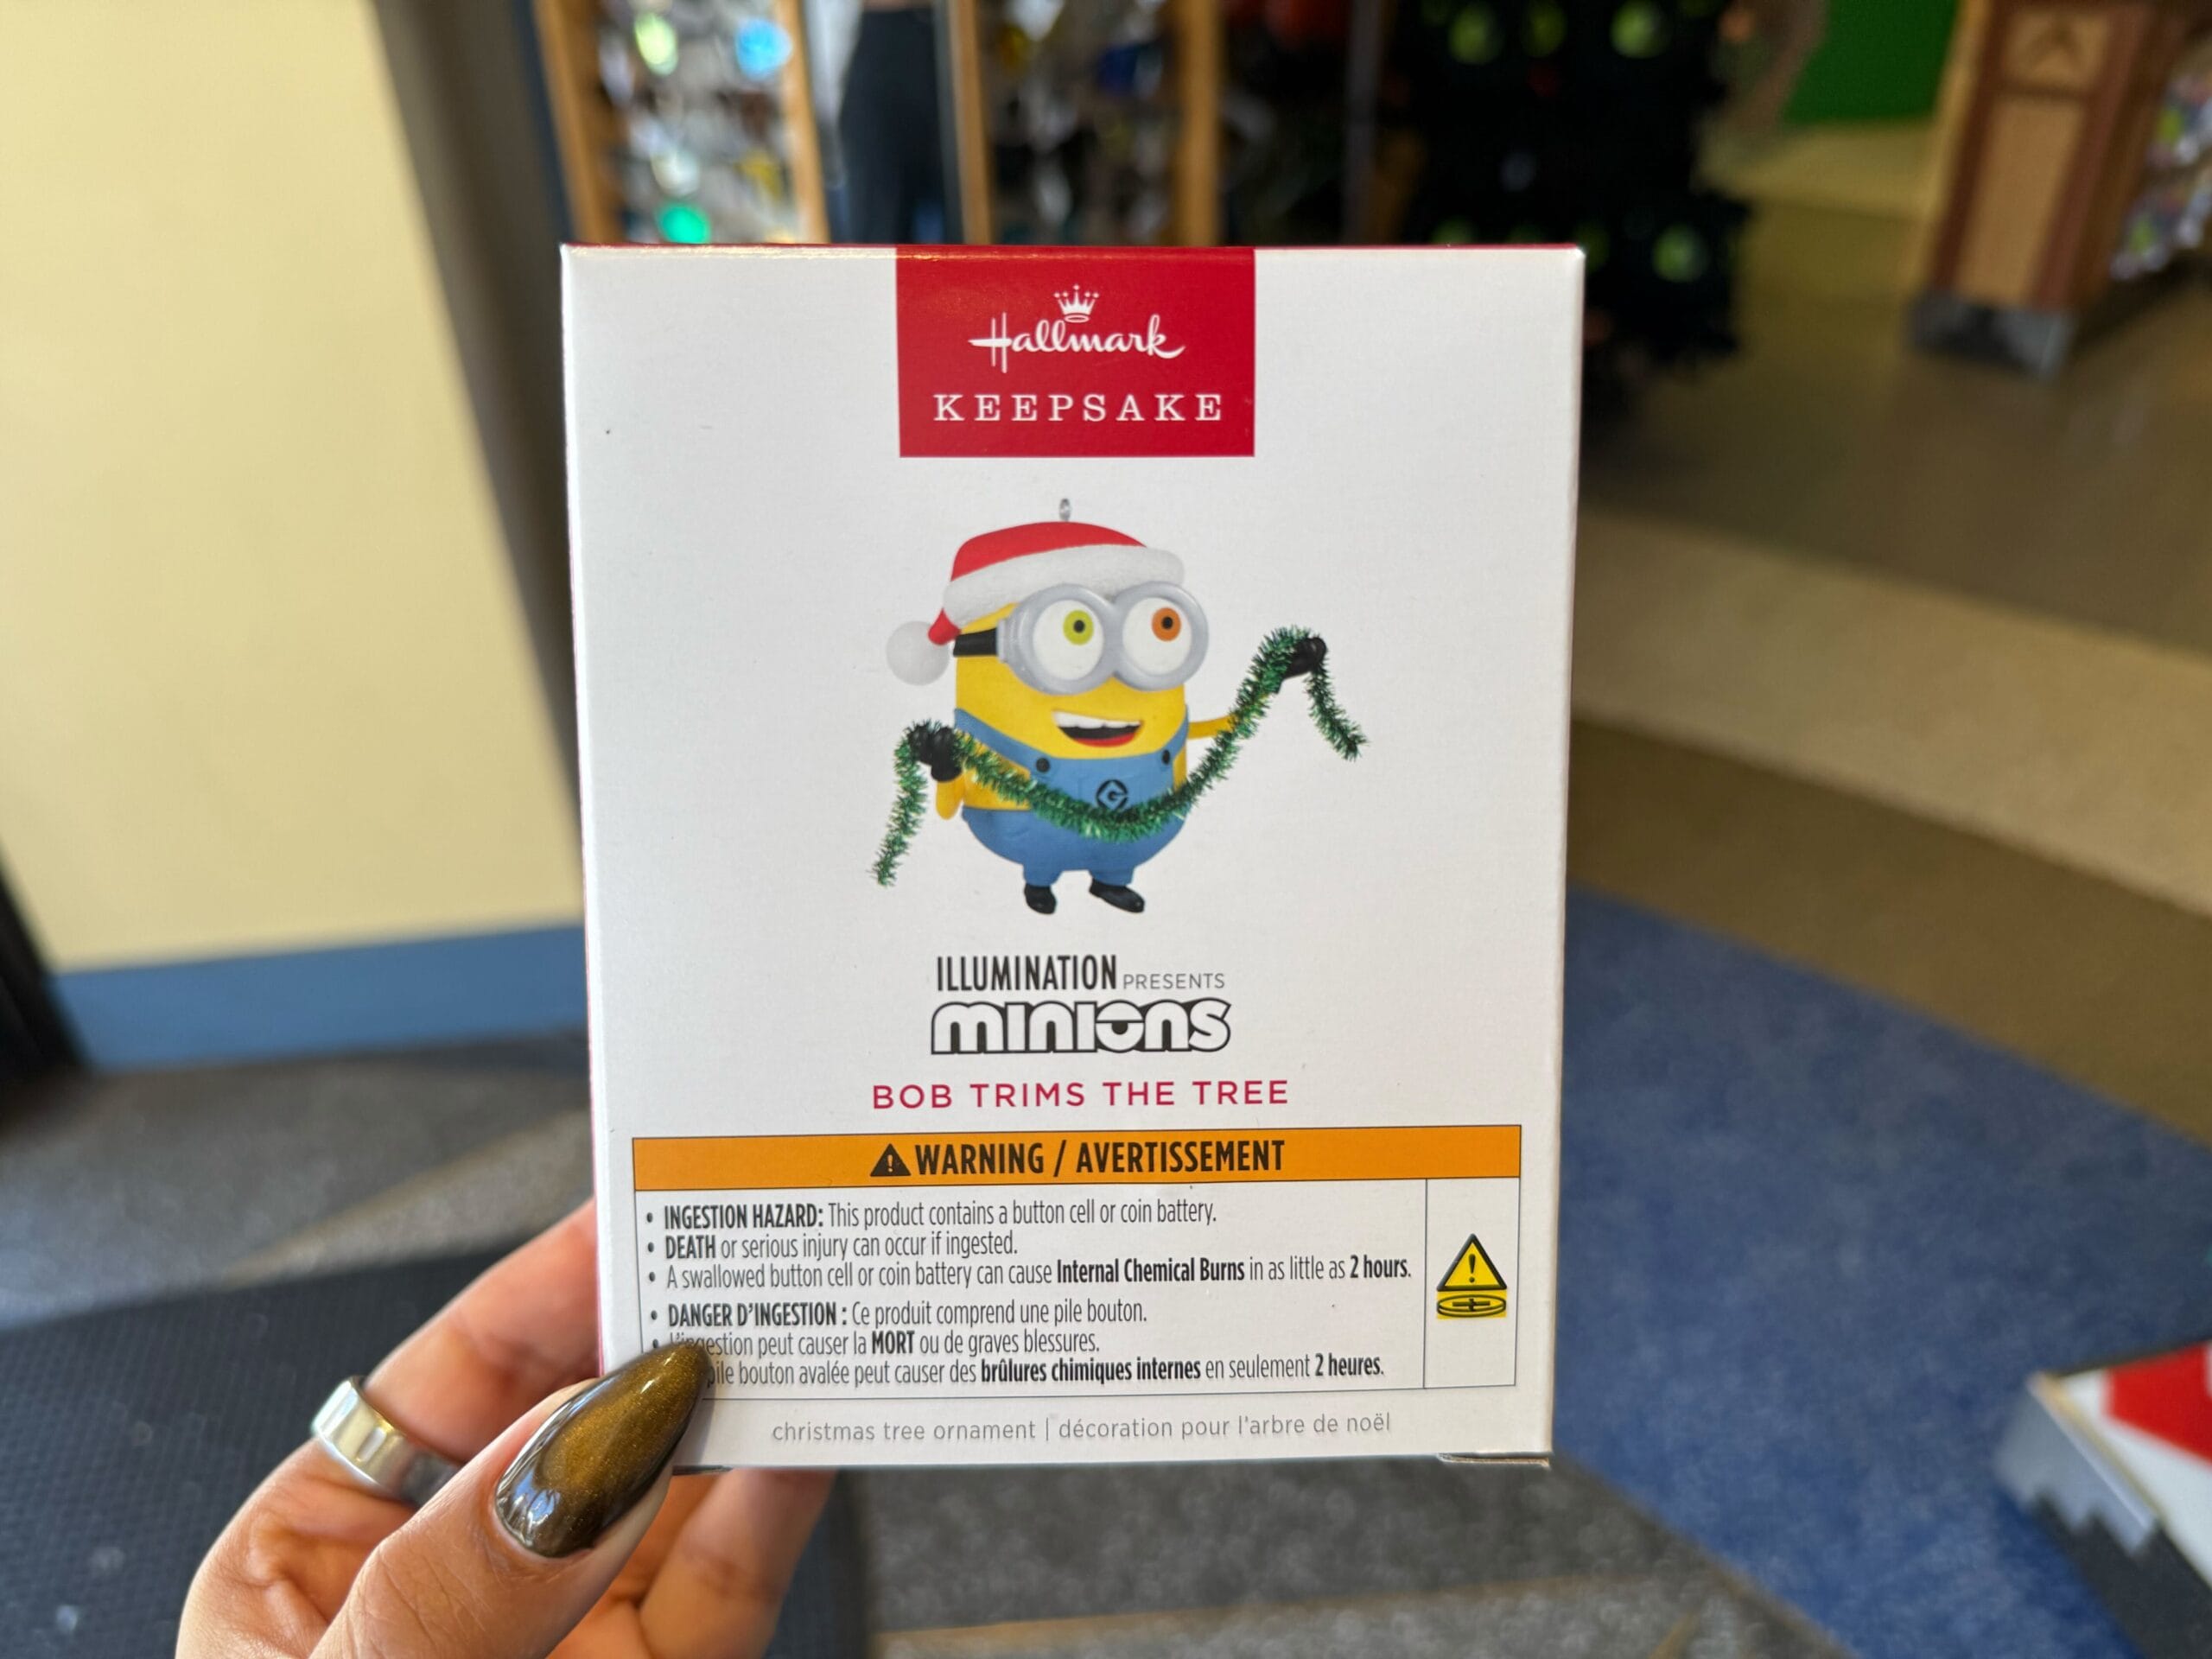 Hallmark
KEEPSAKE
G
ILLUMINATION PRESENTS
minions
BOB TRIMS THE TREE
WARNING / AVERTISSEMENT
• INGESTION HAZARD: This product contains a button cell or coin battery.
• DEATH or serious injury can occur if ingested.
• A swallowed button cell or coin battery can cause Internal Chemical Burns in as little as 2 hours.
• DANGER D'INGESTION : Ce produit comprend une pile bouton.
• L'ingestion peut causer la MORT ou de graves blessures.
pile bouton avalée peut causer des brûlures chimiques internes en seulement 2 heures.
christmas tree ornament | décoration pour l'arbre de noël